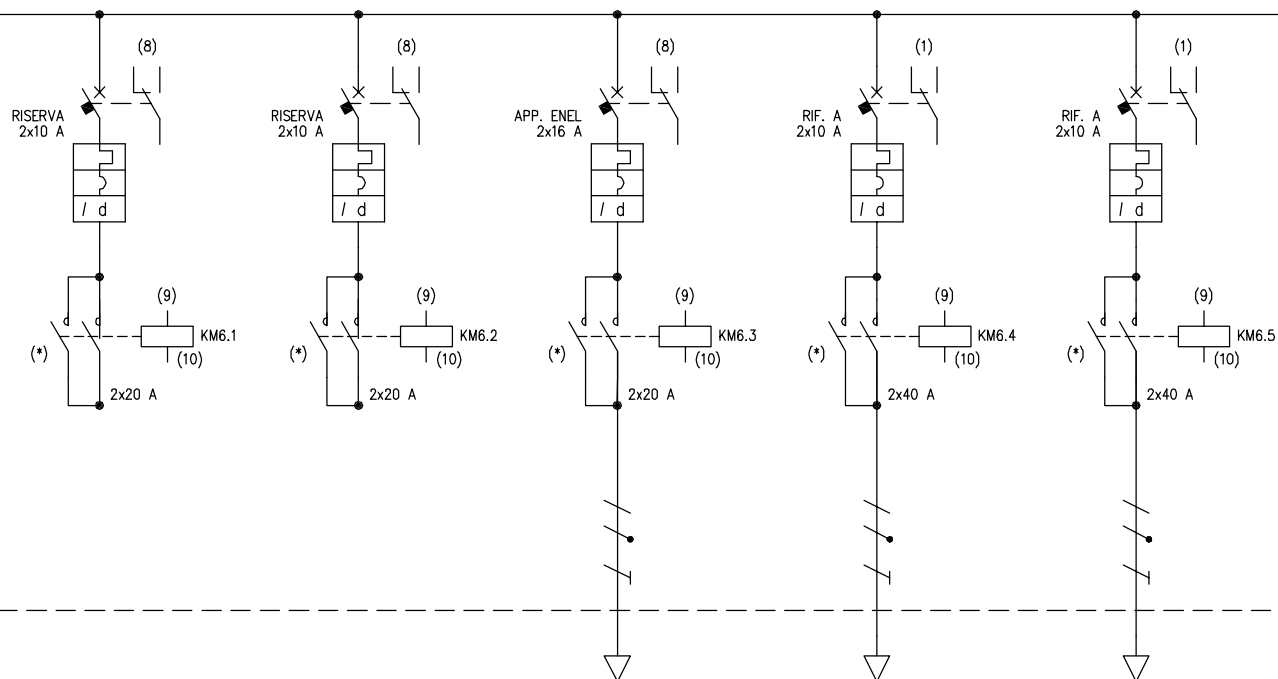 (8)
(8)
(8)
(1)
(1)
RISERVA
2x10 A
RISERVA
2x10 A
APP. ENEL
2x16 A
RIF. A
2x10 A
RIF. A
2x10 A
I d
I d
I d
I d
I d
(9)
(9)
(9)
(9)
(9)
(*)
KM6.1
(*)
KM6.2
(*)
KM6.3
(*)
KM6.4
(*)
KM6.5
(10)
(10)
(10)
(10)
(10)
2x20 A
2x20 A
2x20 A
2x40 A
2x40 A